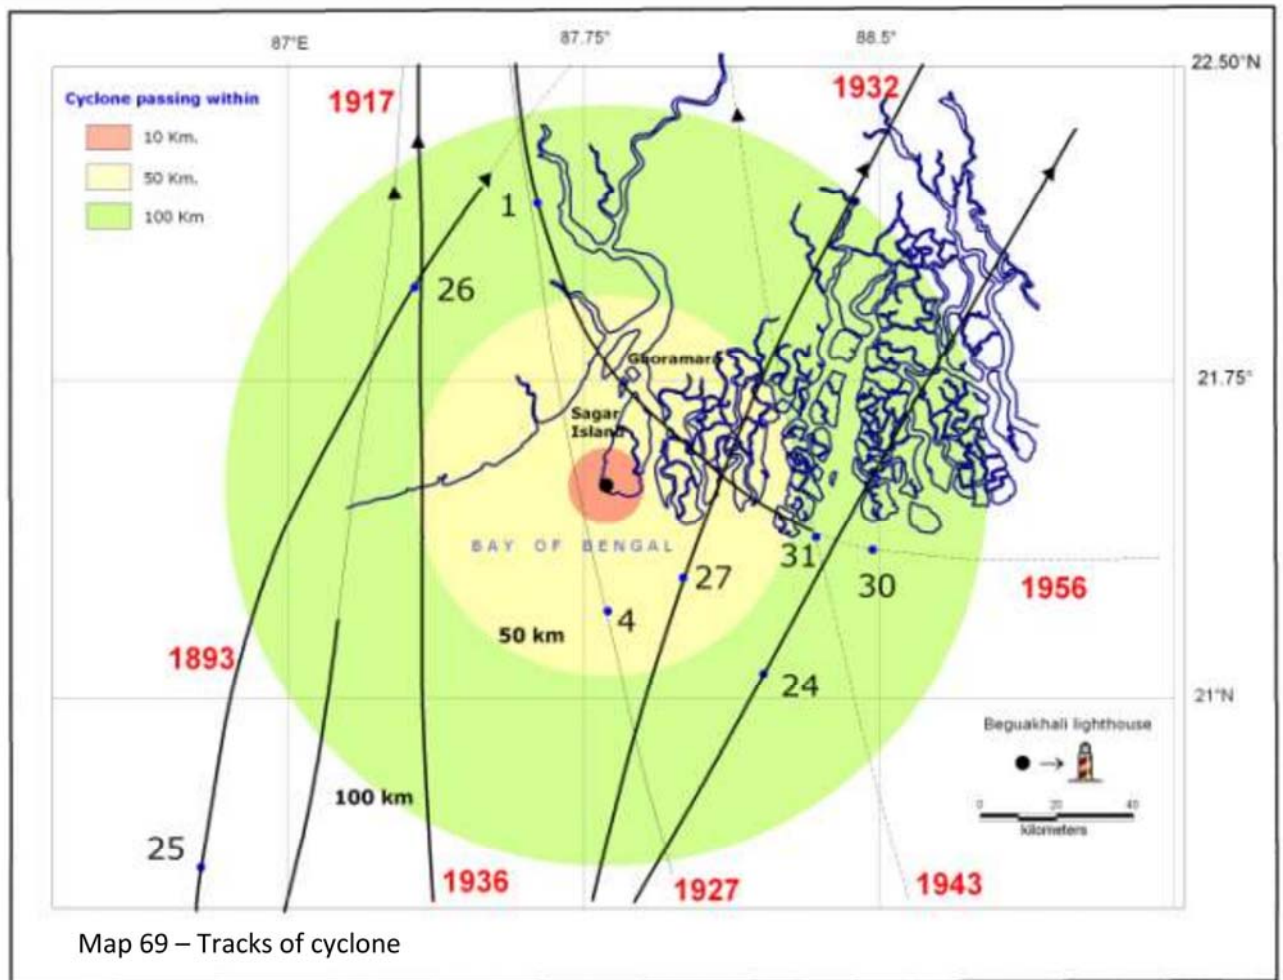 87°E
87.75°
88.5°
22.50°N
Cyclone passing within
10 Km.
50 Km.
100 Km
1917
1932
1
26
Ghoramara
21.75°
Sagar
Island
BAY OF BENGAL
31
30
27
1956
4
50 km
1893
24
21°N
Beguakhali lighthouse
100 km
0 20 40
kilometers
25
1936
1927
1943
Map 69 – Tracks of cyclone